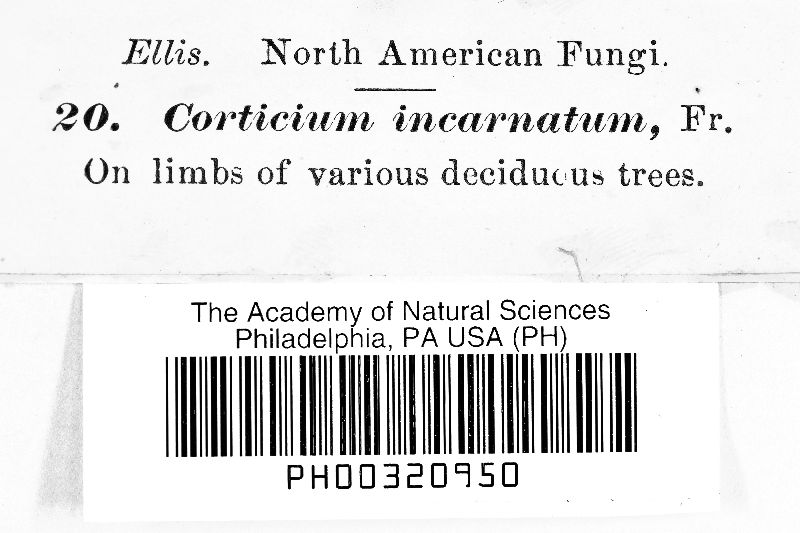 Ellis. North American Fungi.
20. Corticium incarnatum, Fr.
On limbs of various deciduous trees.
The Academy of Natural Sciences
Philadelphia, PA USA (PH)
PH00320950